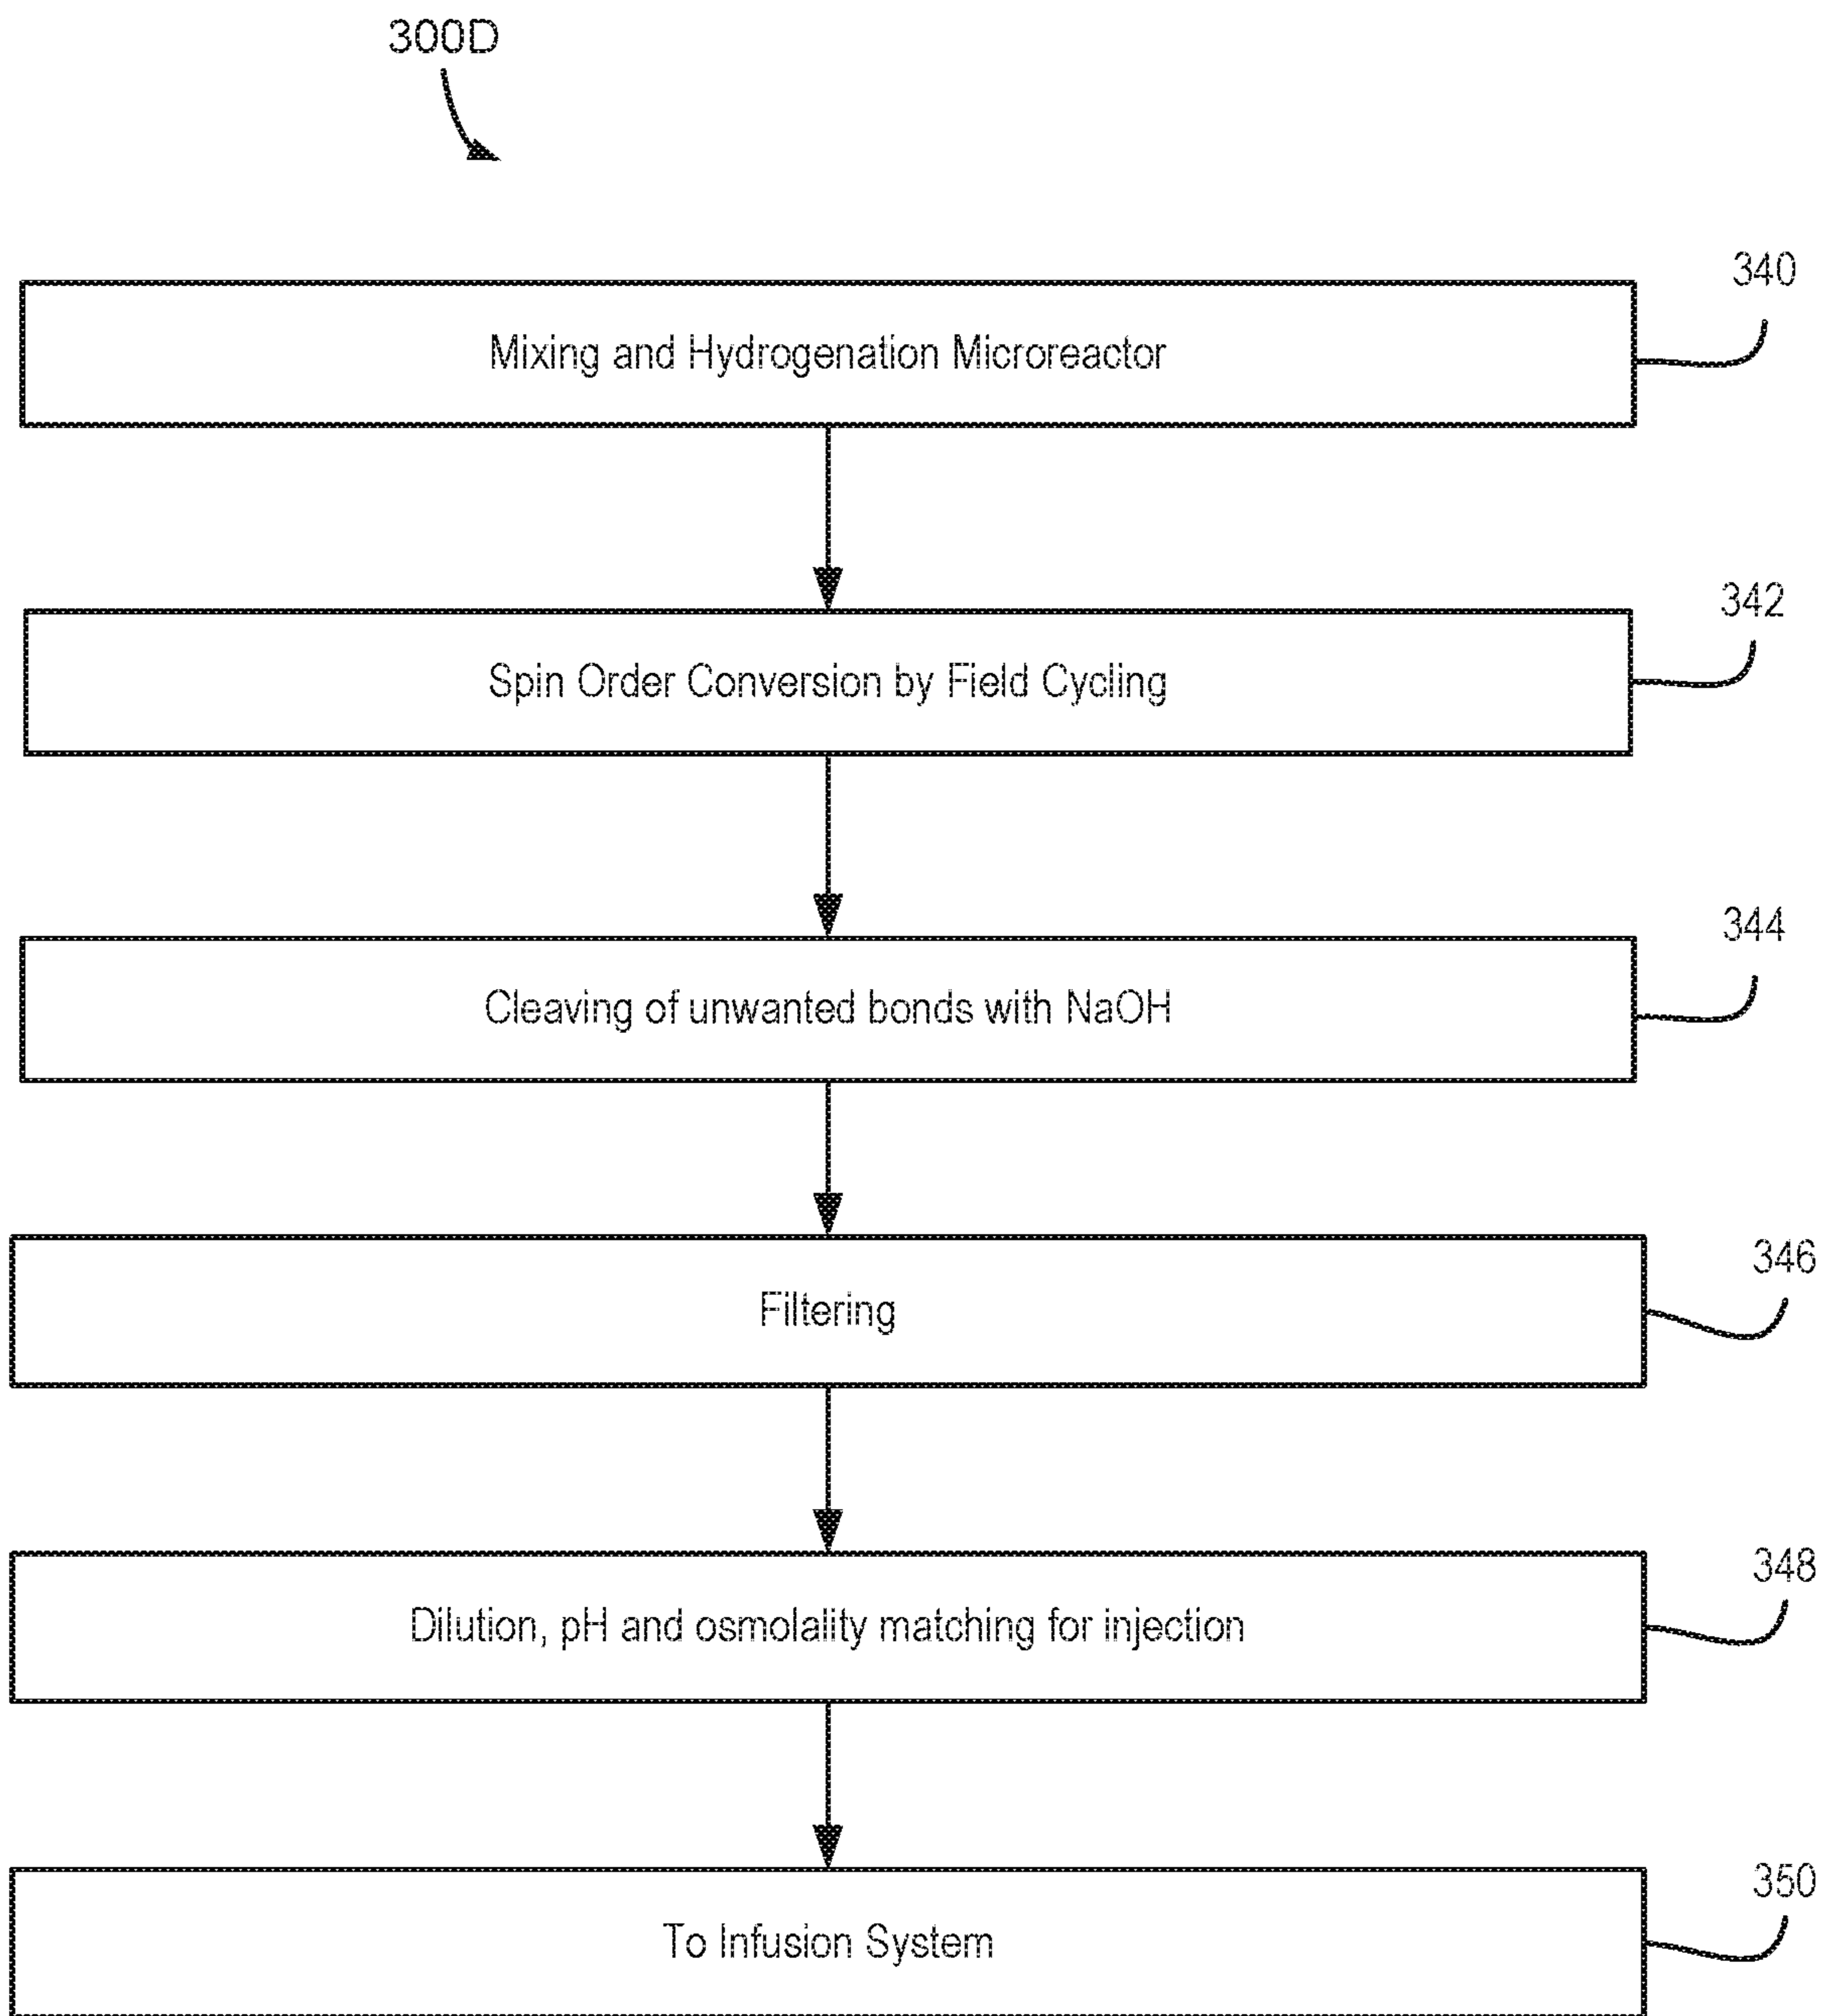 300D
340
Mixing and Hydrogenation Microreactor
342
Spin Order Conversion by Field Cycling
344
Cleaving of unwanted bonds with NaOH
346
Filtering
348
Dilution, pH and osmolality matching for injection
350
To Infusion System